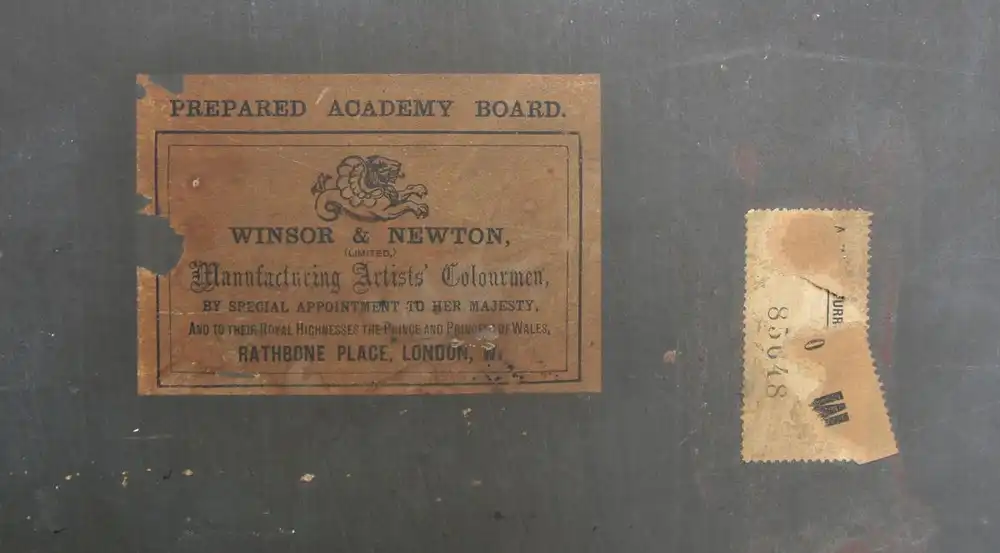 PREPARED ACADEMY BOARD.
WINSOR & NEWTON,
(LIMITED,)
Manufacturing Artists' Colourmen,
BY SPECIAL APPOINTMENT TO HER MAJESTY,
AND TO THEIR ROYAL HIGHNESSES THE PRINCE AND PRINCESS OF WALES,
RATHBONE PLACE, LONDON, W.
85648